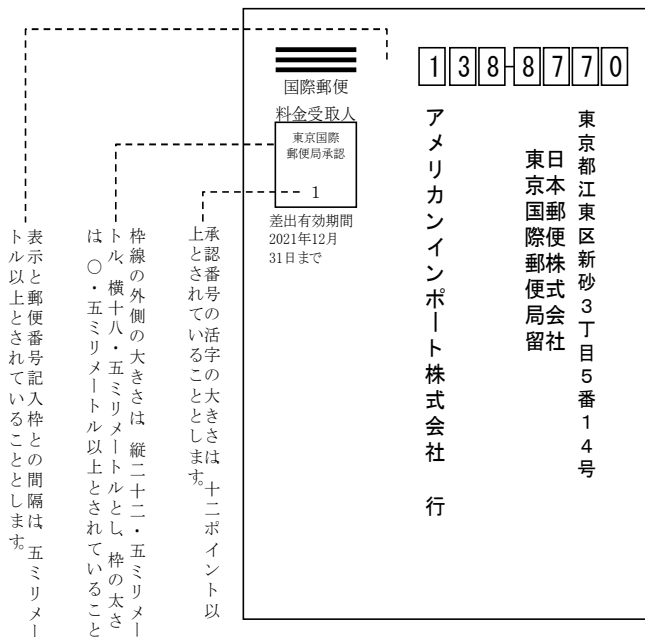 138-8770
東京都江東区新砂3丁目5番14号
日本郵便株式会社
東京国際郵便局留
アメリカンインポート株式会社 行
国際郵便
料金受取人
東京国際
郵便局承認
1
差出有効期間
2021年12月
31日まで
承認番号の活字の大きさは、十二ポイント以
上とされていることとします。
枠線の外側の大きさは、縦二十二・五ミリメー
トル、横十八・五ミリメートルとし、枠の太さ
は、〇・五ミリメートル以上とされていること
表示と郵便番号記入枠との間隔は、五ミリメー
トル以上とされていることとします。